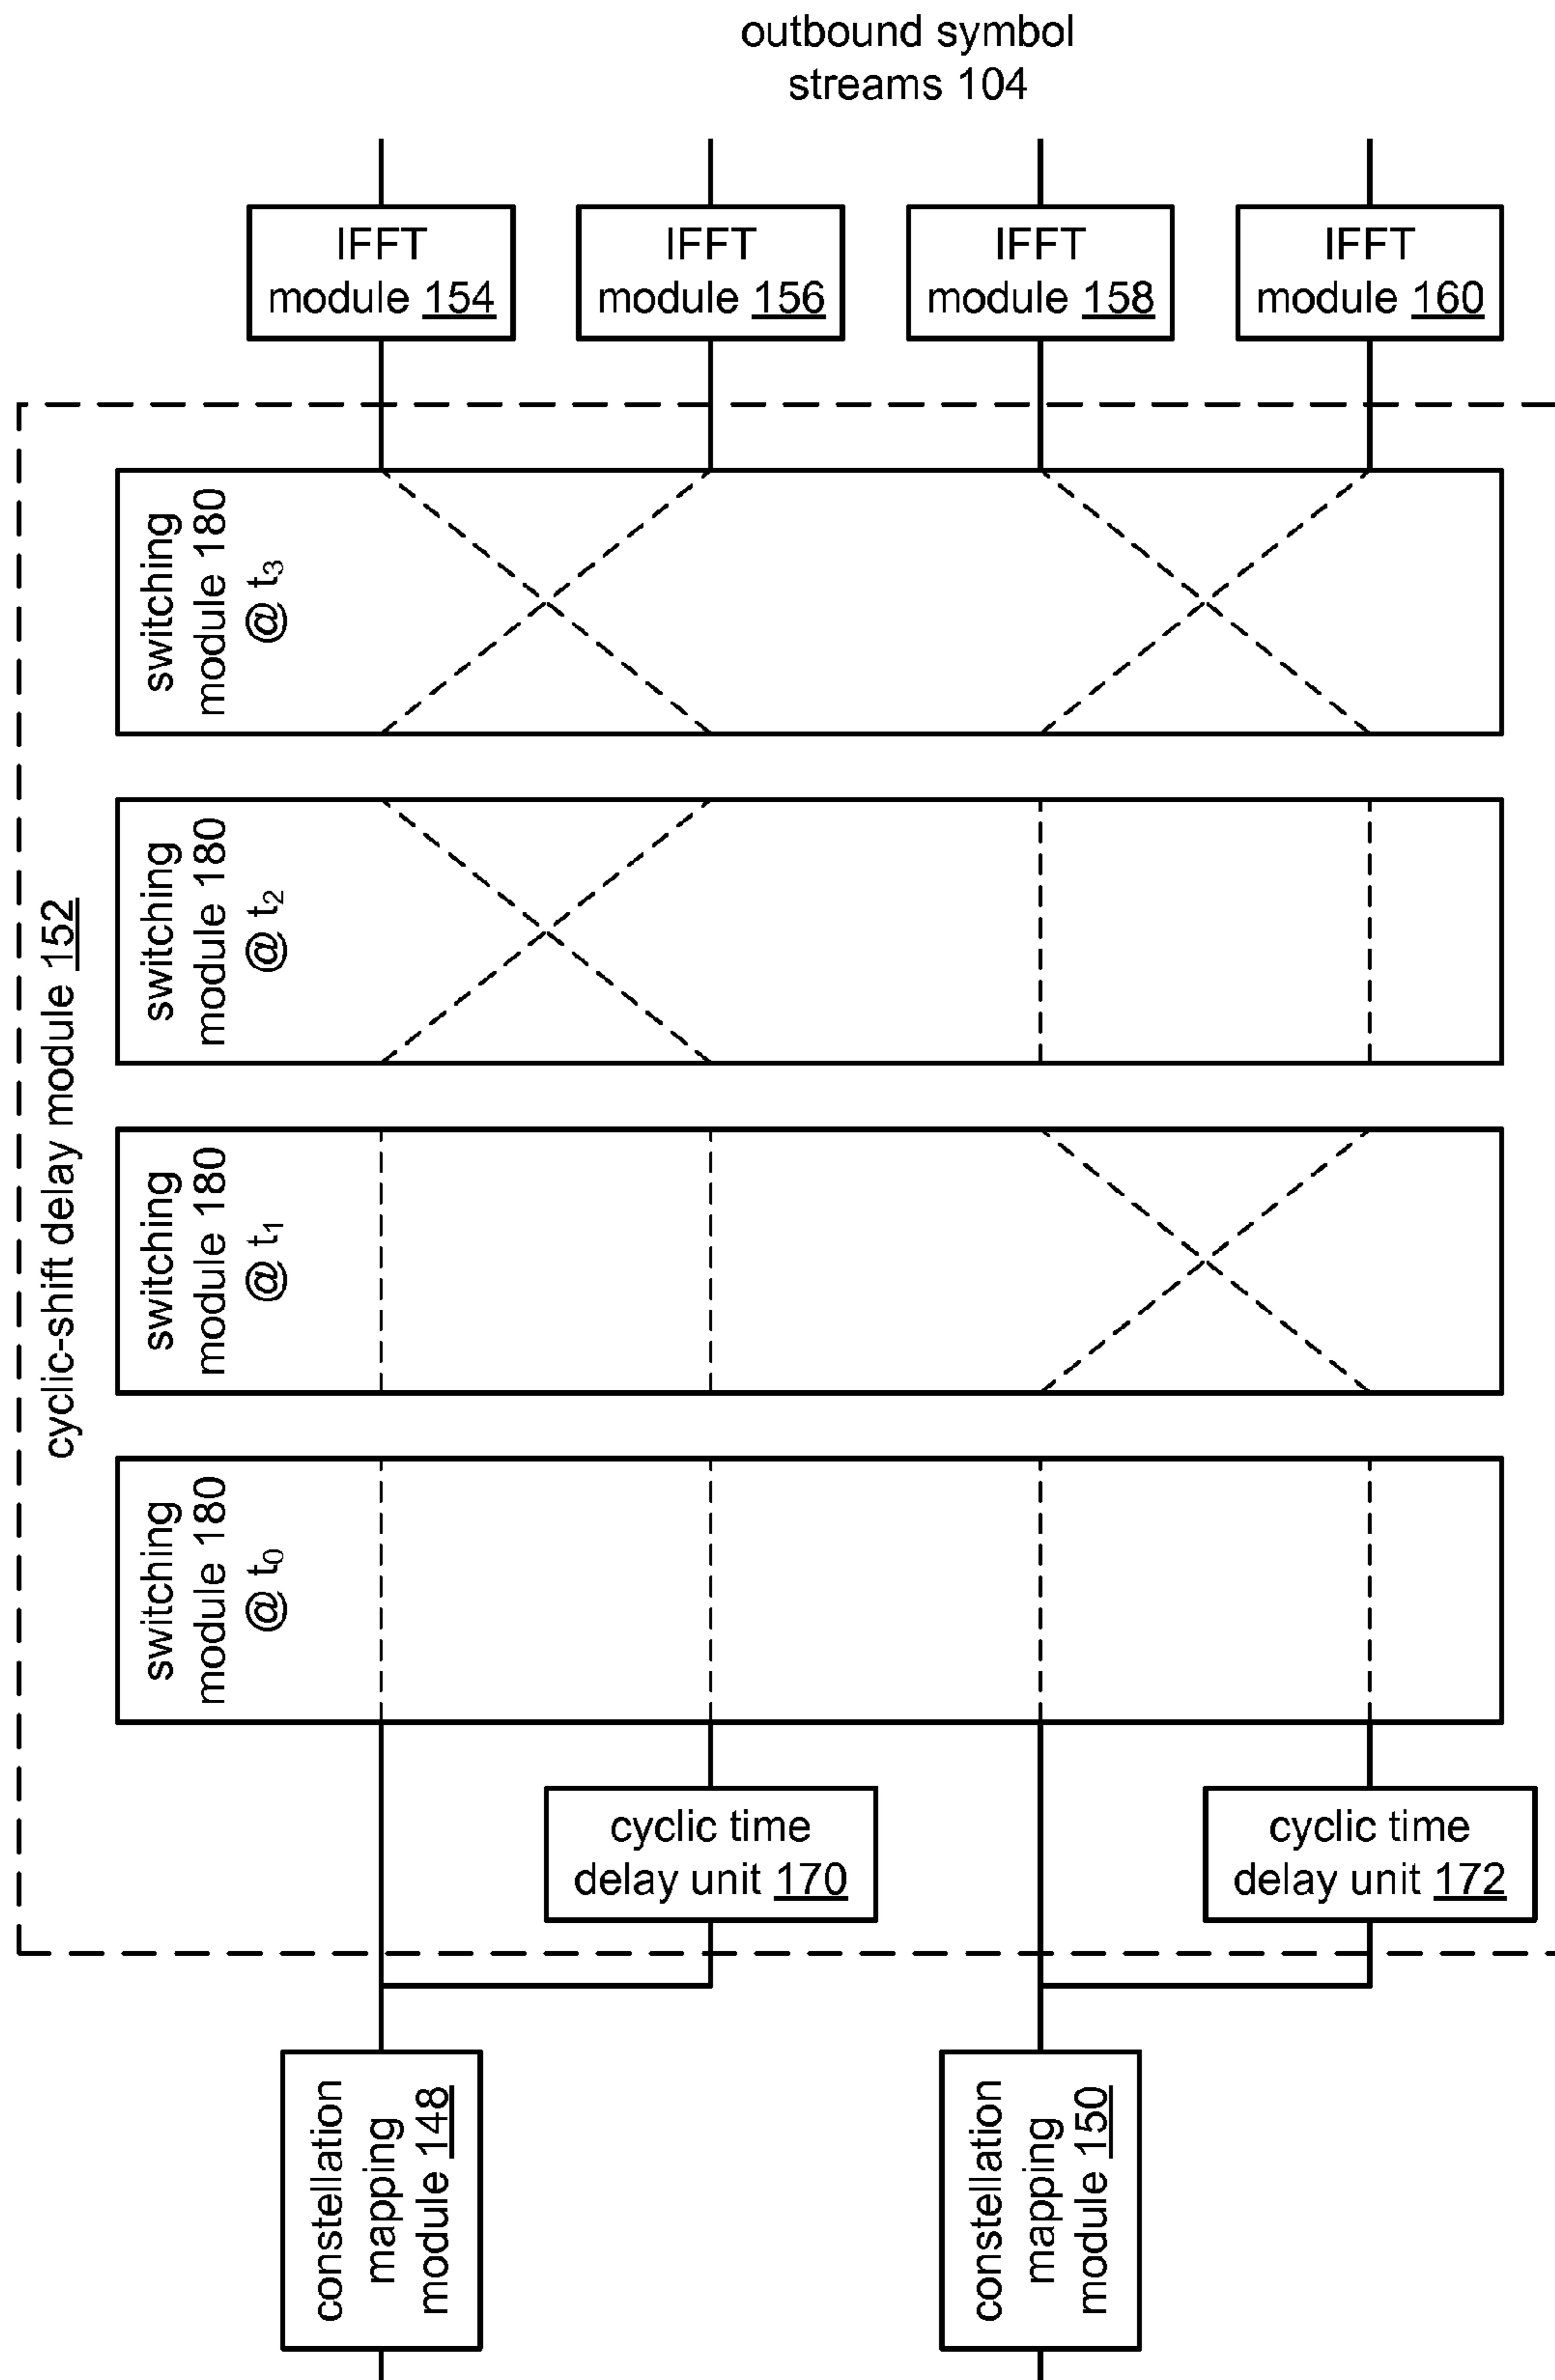 outbound symbol
streams 104
IFFT
module 154
IFFT
module 156
IFFT
module 158
IFFT
module 160
cyclic-shift delay module 152
switching
module 180
@ t₃
switching
module 180
@ t₂
switching
module 180
@ t₁
switching
module 180
@ t₀
cyclic time
delay unit 170
cyclic time
delay unit 172
constellation
mapping
module 148
constellation
mapping
module 150